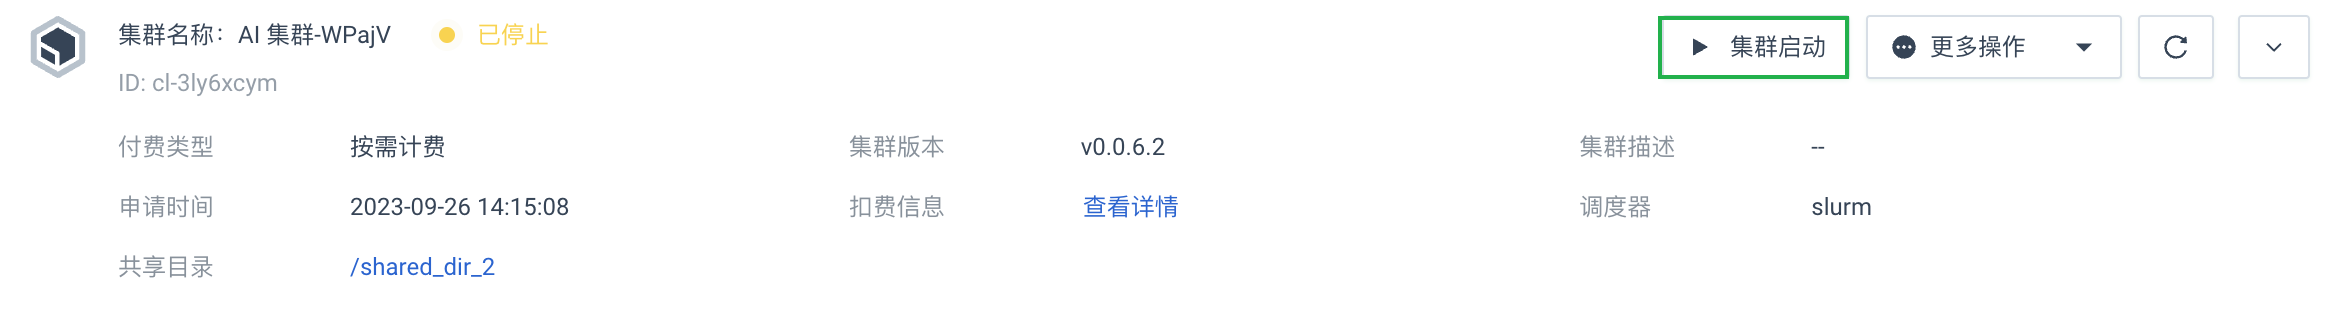 集群名称：AI 集群-WPajV 已停止 集群启动 更多操作
ID: cl-3ly6xcym
付费类型 按需计费 集群版本 v0.0.6.2 集群描述 --
申请时间 2023-09-26 14:15:08 扣费信息 查看详情 调度器 slurm
共享目录 /shared_dir_2